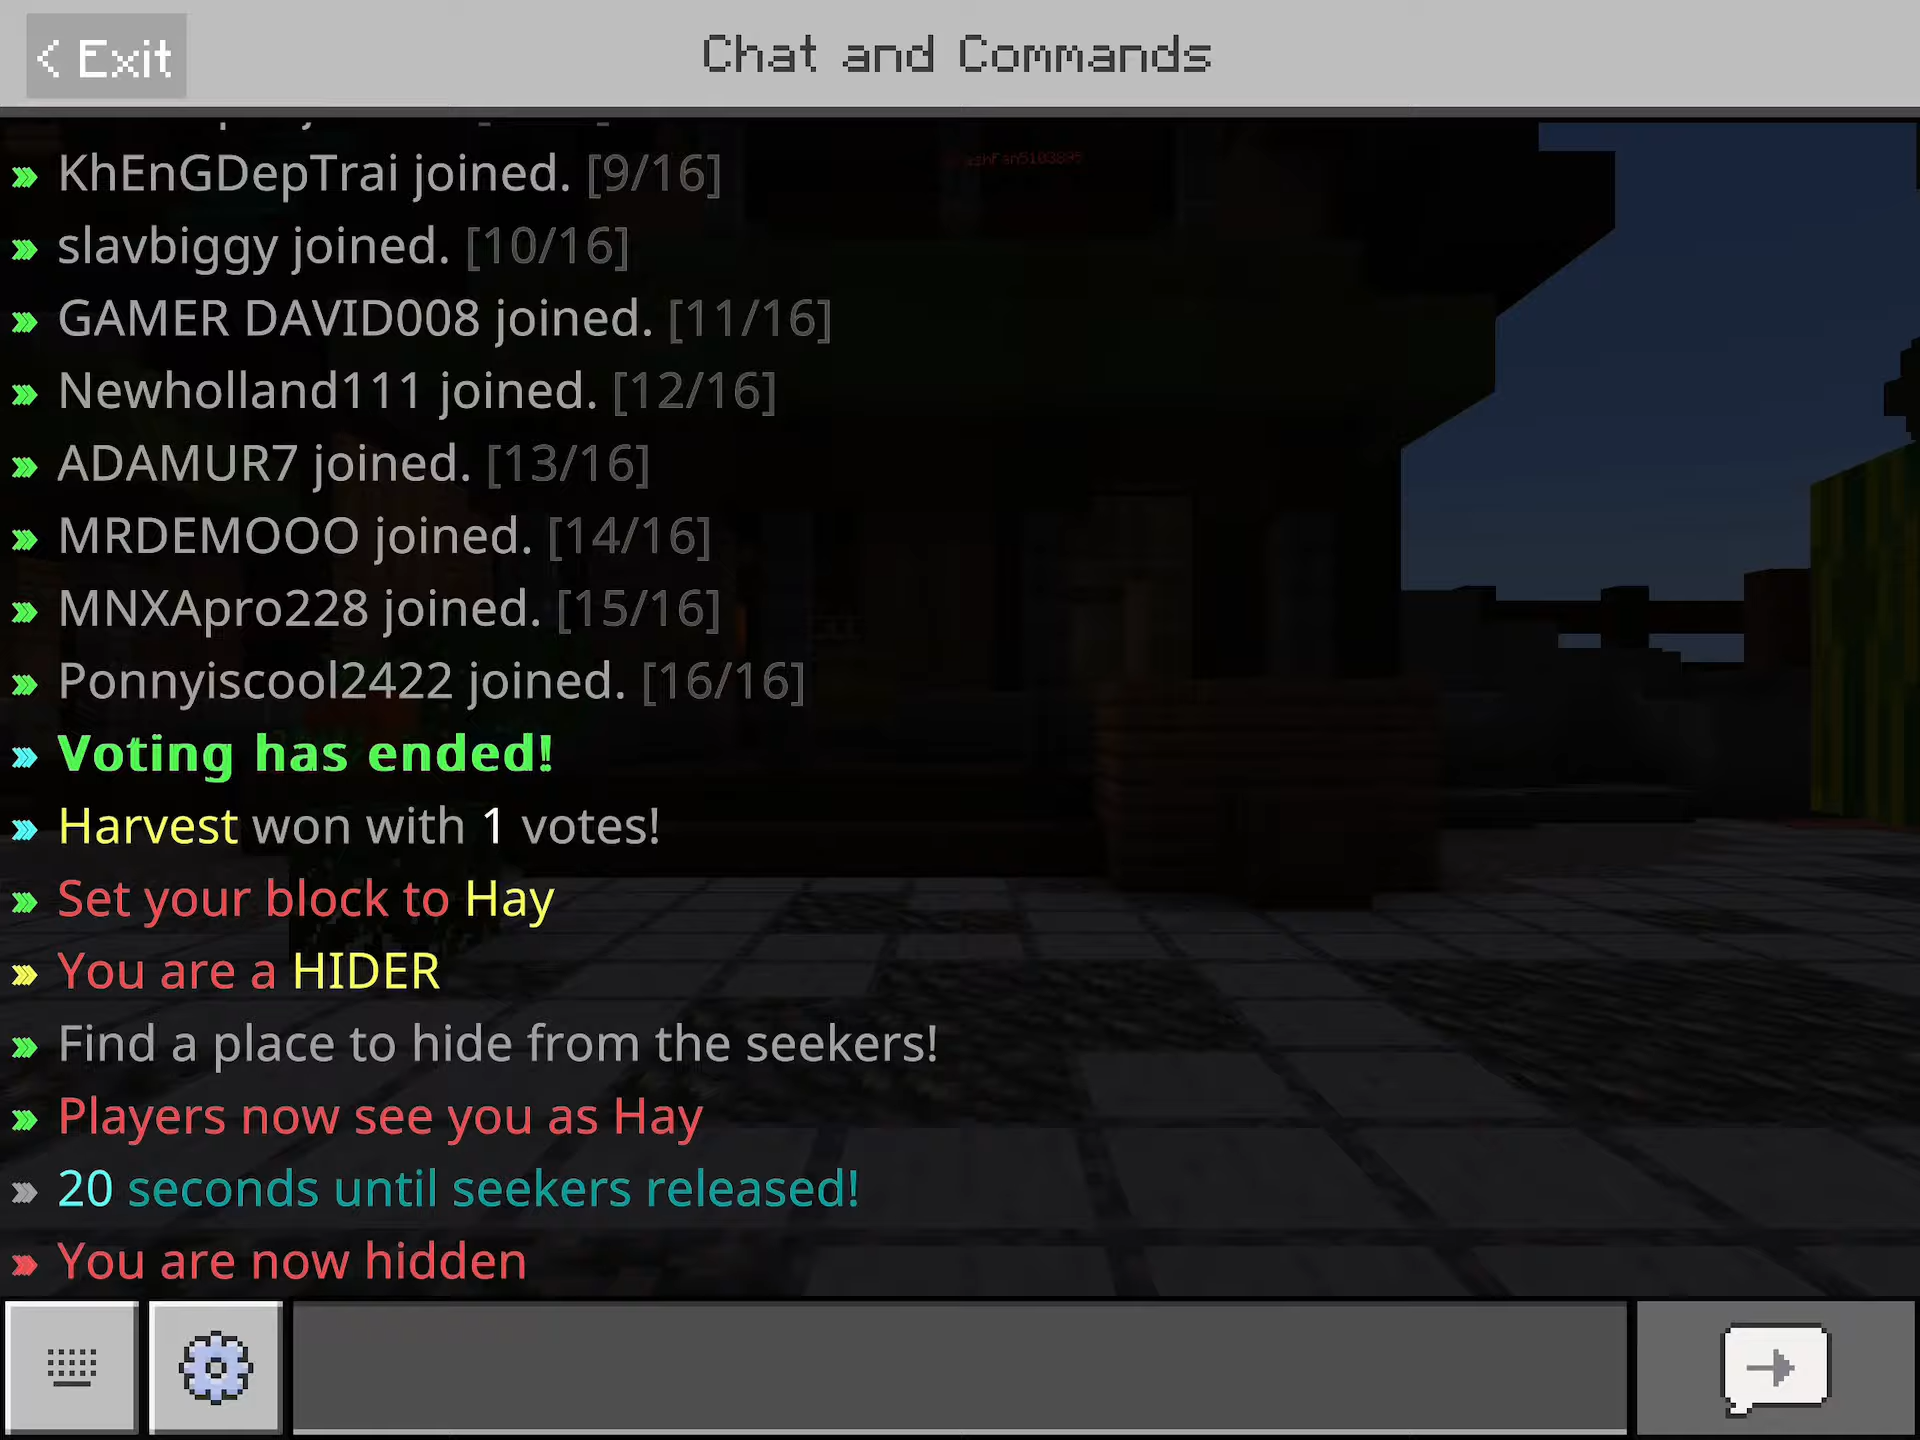 < Exit
Chat and Commands
KhEnGDepTrai joined. [9/16]
slavbiggy joined. [10/16]
GAMER DAVID008 joined. [11/16]
Newholland111 joined. [12/16]
ADAMUR7 joined. [13/16]
MRDEMOOO joined. [14/16]
MNXApro228 joined. [15/16]
Ponnyiscool2422 joined. [16/16]
Voting has ended!
Harvest won with 1 votes!
Set your block to Hay
You are a HIDER
Find a place to hide from the seekers!
Players now see you as Hay
20 seconds until seekers released!
You are now hidden